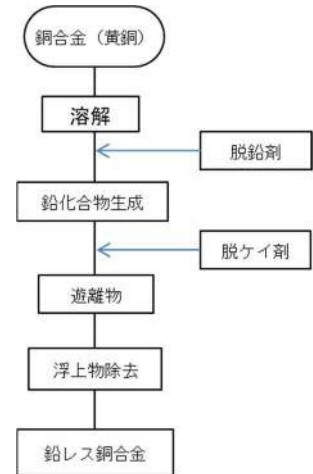 銅合金（黄銅）
溶解
脱鉛剤
鉛化合物生成
脱ケイ剤
遊離物
浮上物除去
鉛レス銅合金